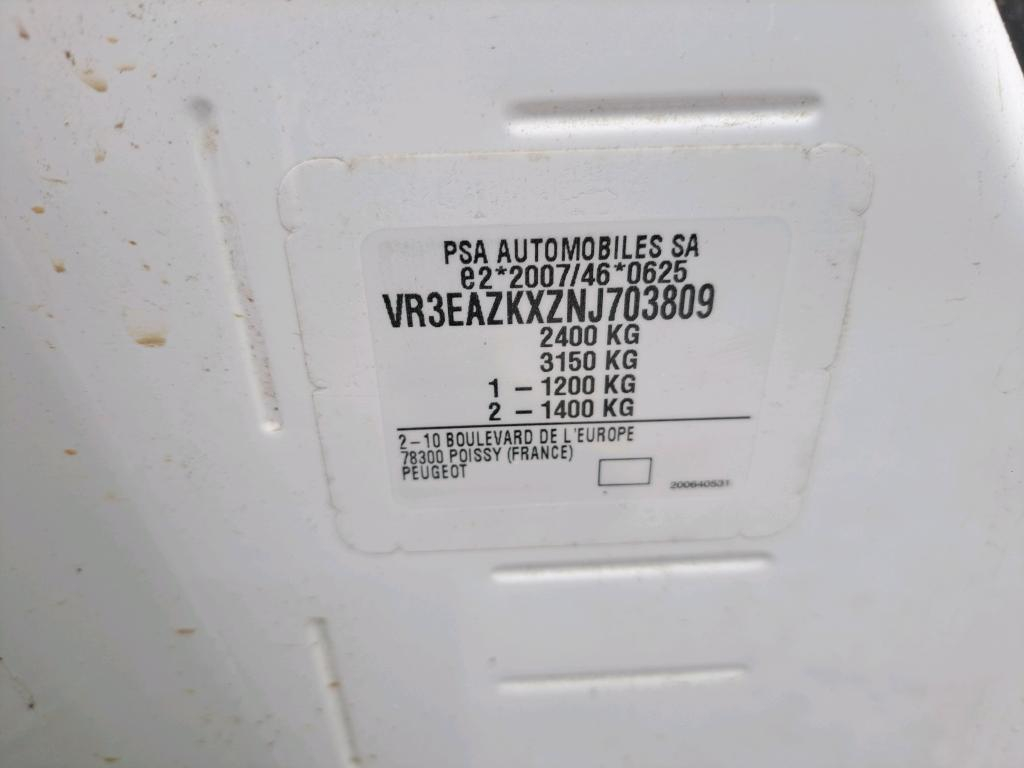 PSA AUTOMOBILES SA
e2*2007/46*0625
VR3EAZKXZNJ703809
2400 KG
3150 KG
1 – 1200 KG
2 – 1400 KG
2–10 BOULEVARD DE L'EUROPE
78300 POISSY (FRANCE)
PEUGEOT
200640531